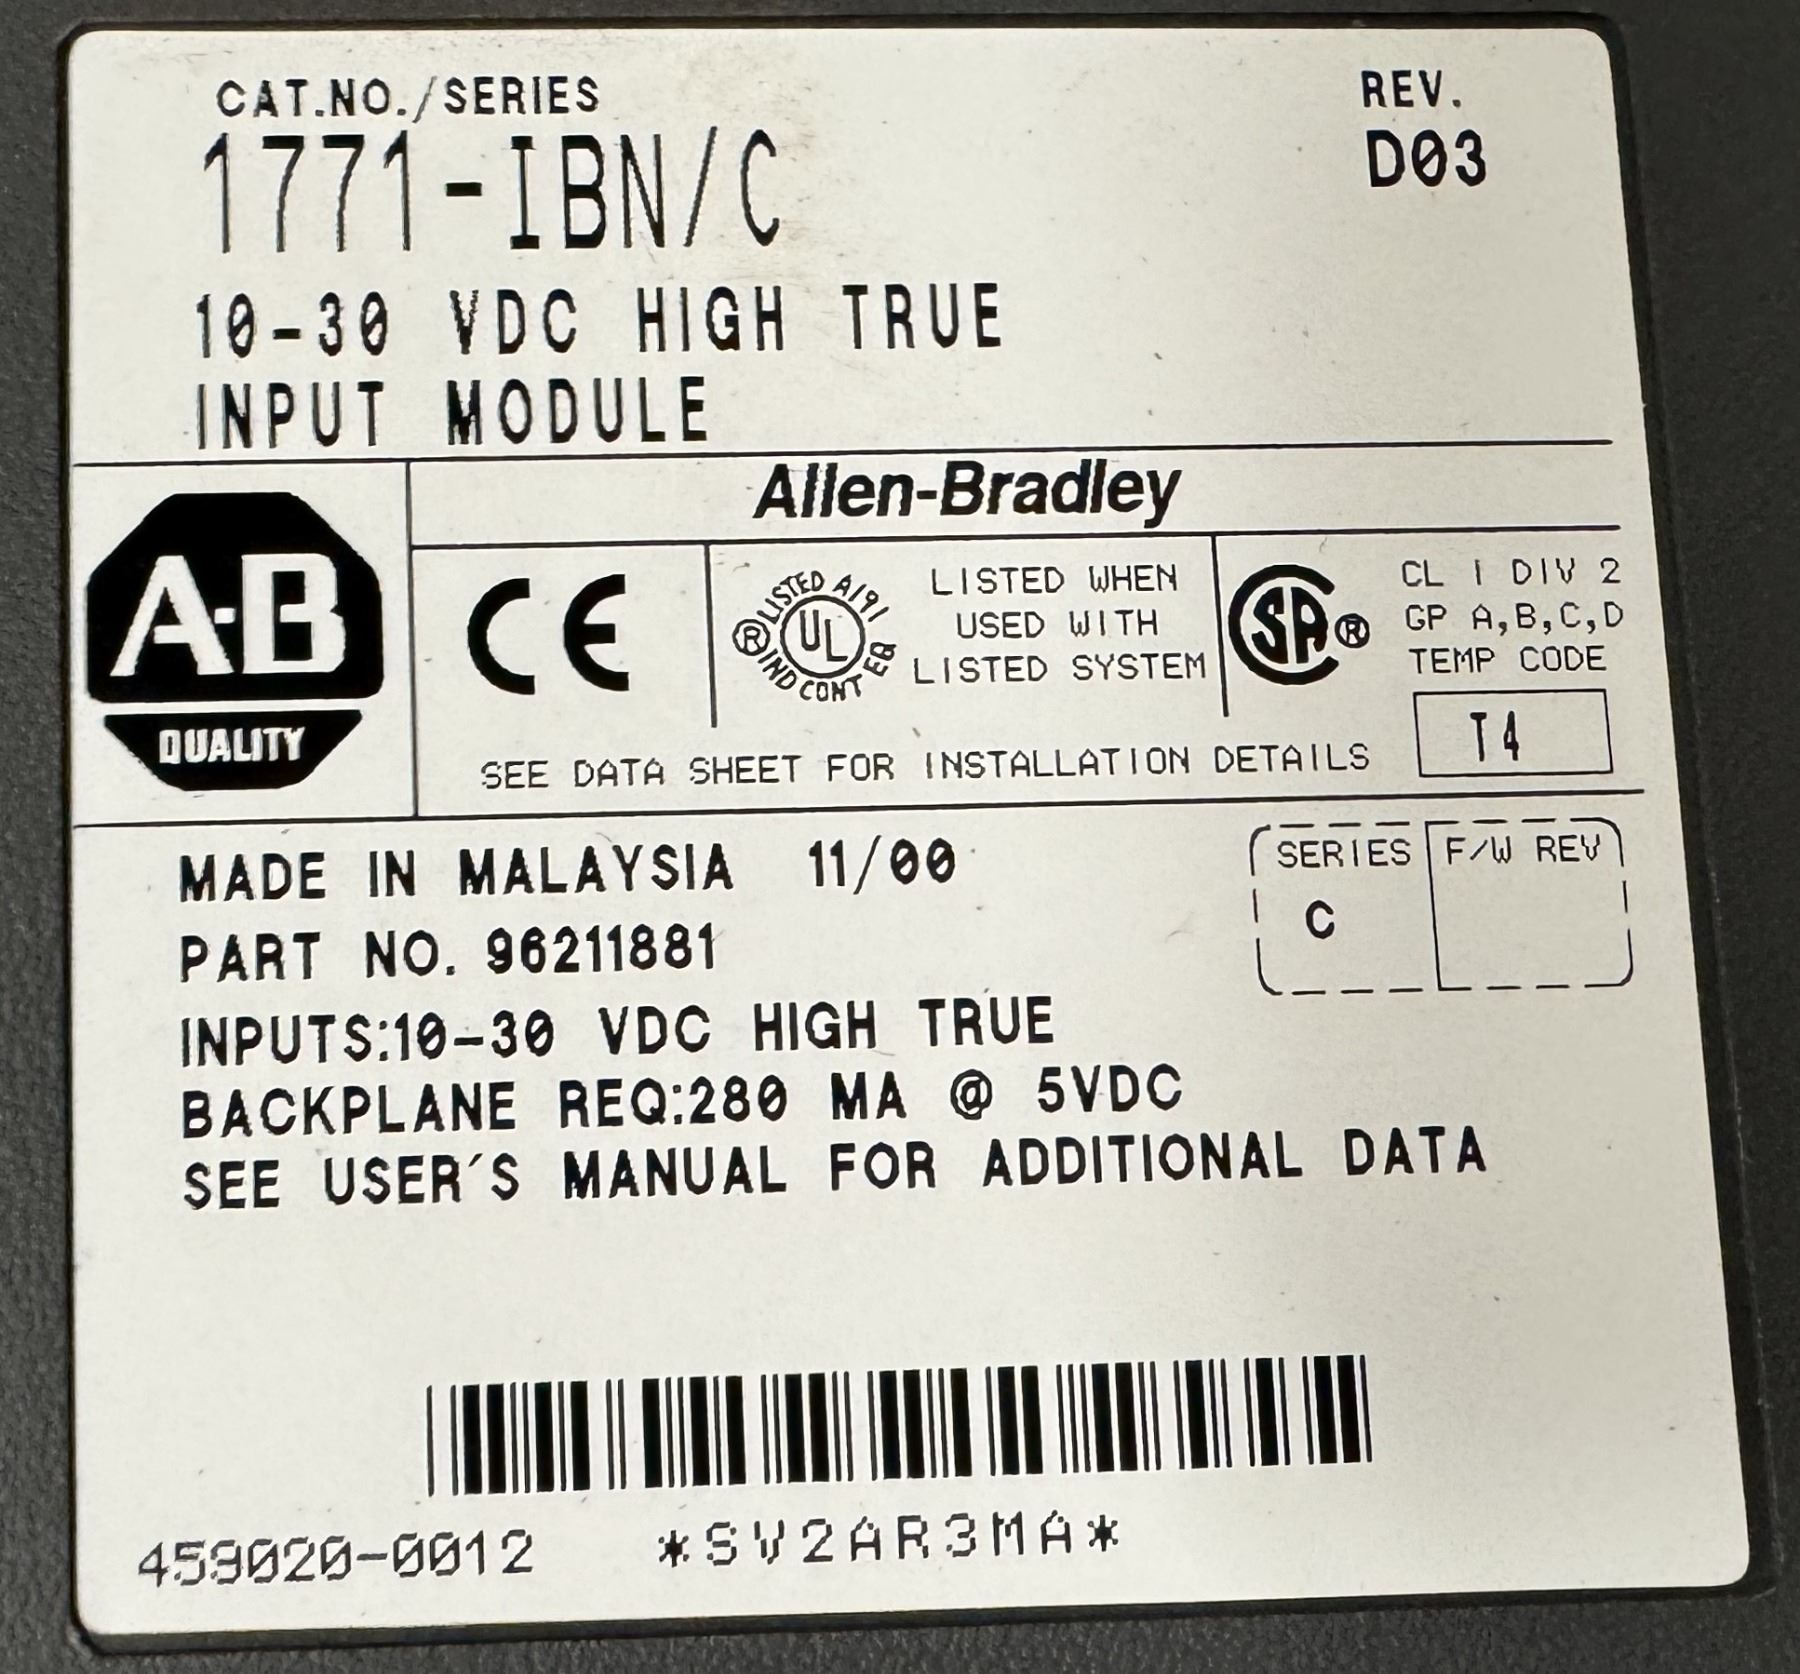 CAT.NO./SERIES
REV.
1771-IBN/C
D03
10-30 VDC HIGH TRUE
INPUT MODULE
Allen-Bradley
A-B
QUALITY
CE
LISTED A191
UL
®
IND CONT EQ
LISTED WHEN
USED WITH
LISTED SYSTEM
SA®
CL I DIV 2
GP A,B,C,D
TEMP CODE
T4
SEE DATA SHEET FOR INSTALLATION DETAILS
MADE IN MALAYSIA 11/00
SERIES
F/W REV
C
PART NO. 96211881
INPUTS:10-30 VDC HIGH TRUE
BACKPLANE REQ:280 MA @ 5VDC
SEE USER'S MANUAL FOR ADDITIONAL DATA
459020-0012 *SV2AR3MA*